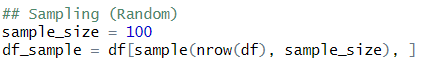 ## Sampling (Random)
sample_size = 100
df_sample = df[sample(nrow(df), sample_size), ]